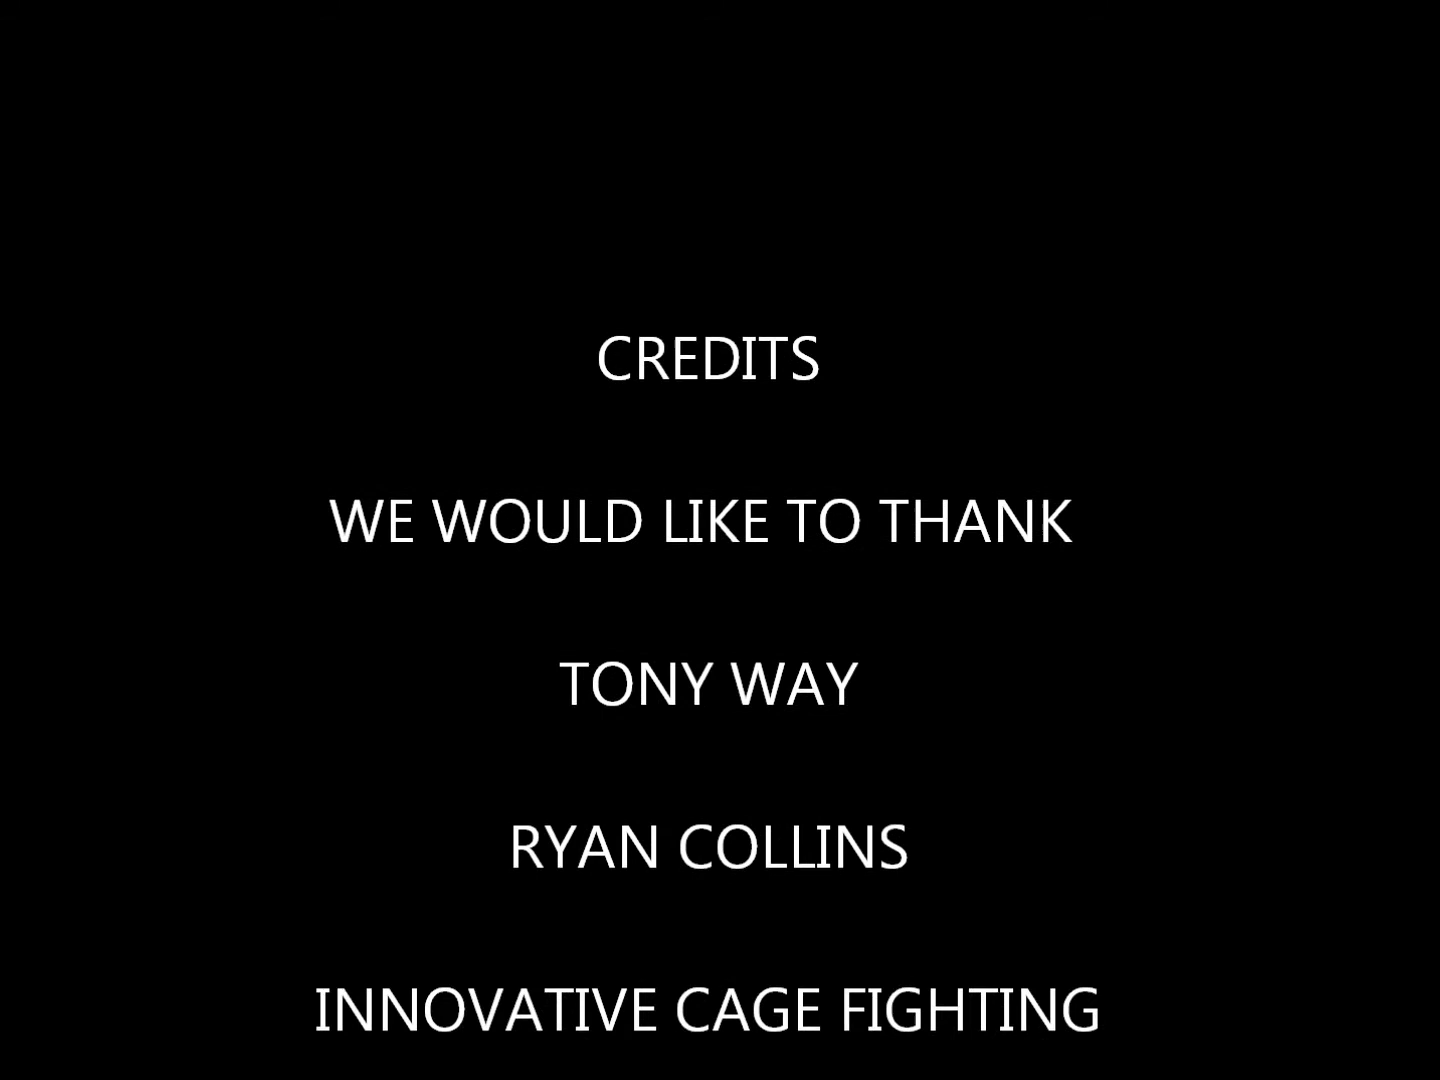 CREDITS
WE WOULD LIKE TO THANK
TONY WAY
RYAN COLLINS
INNOVATIVE CAGE FIGHTING